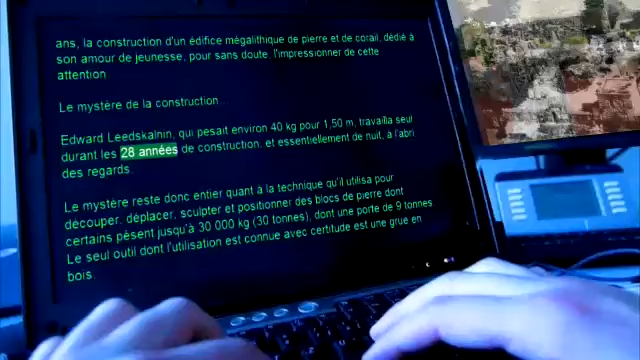 ans, la construction d'un édifice mégalithique de pierre et de corail, dédié à
son amour de jeunesse, pour sans doute, l'impressionner de cette
attention
Le mystère de la construction...
Edward Leedskalnin, qui pesait environ 40 kg pour 1,50 m, travailla seul
durant les 28 années de construction, et essentiellement de nuit, à l'abri
des regards.
Le mystère reste donc entier quant à la technique qu'il utilisa pour
découper, déplacer, sculpter et positionner des blocs de pierre dont
certains pèsent jusqu'à 30 000 kg (30 tonnes), dont une porte de 9 tonnes
Le seul outil dont l'utilisation est connue avec certitude est une grue en
bois.